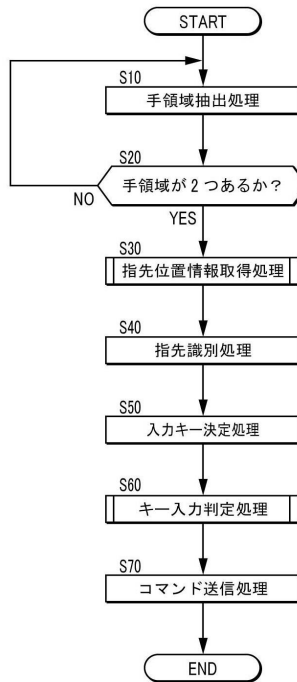 START
S10
手領域抽出処理
S20
手領域が2つあるか?
NO
YES
S30
指先位置情報取得処理
S40
指先識別処理
S50
入力キー決定処理
S60
キー入力判定処理
S70
コマンド送信処理
END